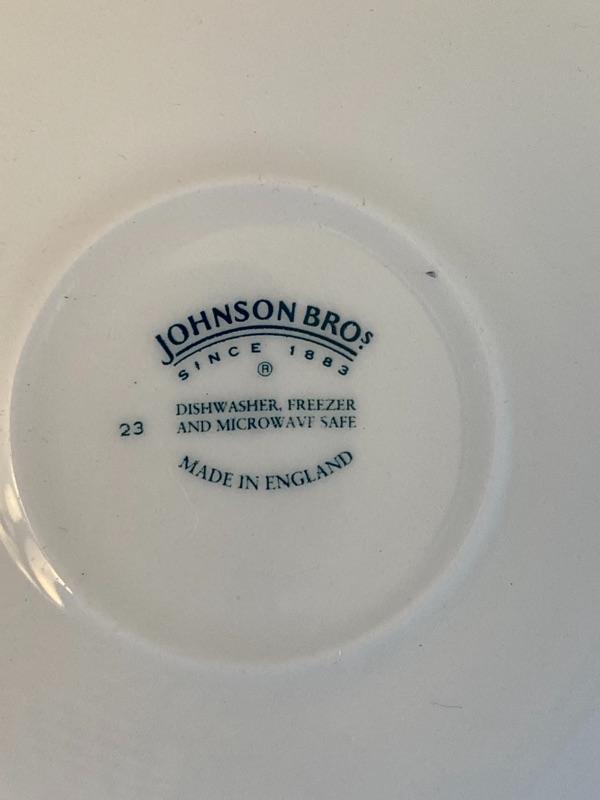 JOHNSON BROS
SINCE 1883
®
DISHWASHER, FREEZER
23 AND MICROWAVE SAFE
MADE IN ENGLAND